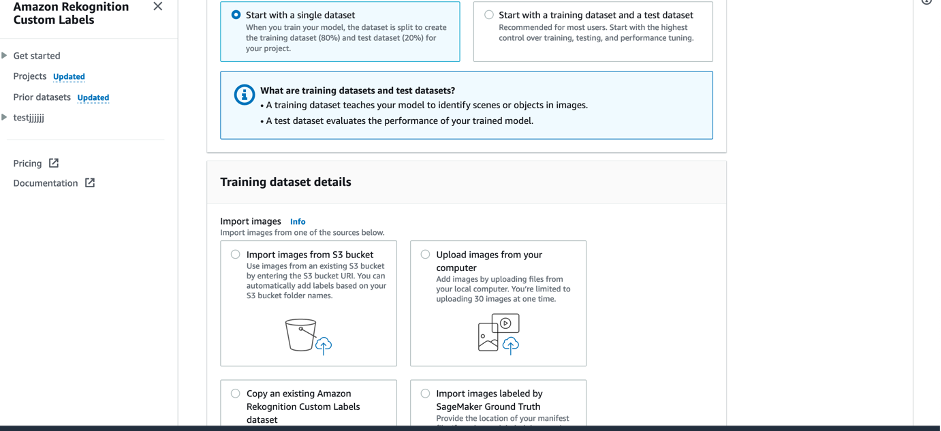 Amazon Rekognition
Custom Labels
Get started
Projects Updated
Prior datasets Updated
testjjjjjj
Pricing
Documentation
Start with a single dataset
When you train your model, the dataset is split to create
the training dataset (80%) and test dataset (20%) for
your project.
Start with a training dataset and a test dataset
Recommended for most users. Start with the highest
control over training, testing, and performance tuning.
What are training datasets and test datasets?
• A training dataset teaches your model to identify scenes or objects in images.
• A test dataset evaluates the performance of your trained model.
Training dataset details
Import images Info
Import images from one of the sources below.
Import images from S3 bucket
Use images from an existing S3 bucket
by entering the S3 bucket URI. You can
automatically add labels based on your
S3 bucket folder names.
Upload images from your
computer
Add images by uploading files from
your local computer. You're limited to
uploading 30 images at one time.
Copy an existing Amazon
Rekognition Custom Labels
dataset
Import images labeled by
SageMaker Ground Truth
Provide the location of your manifest